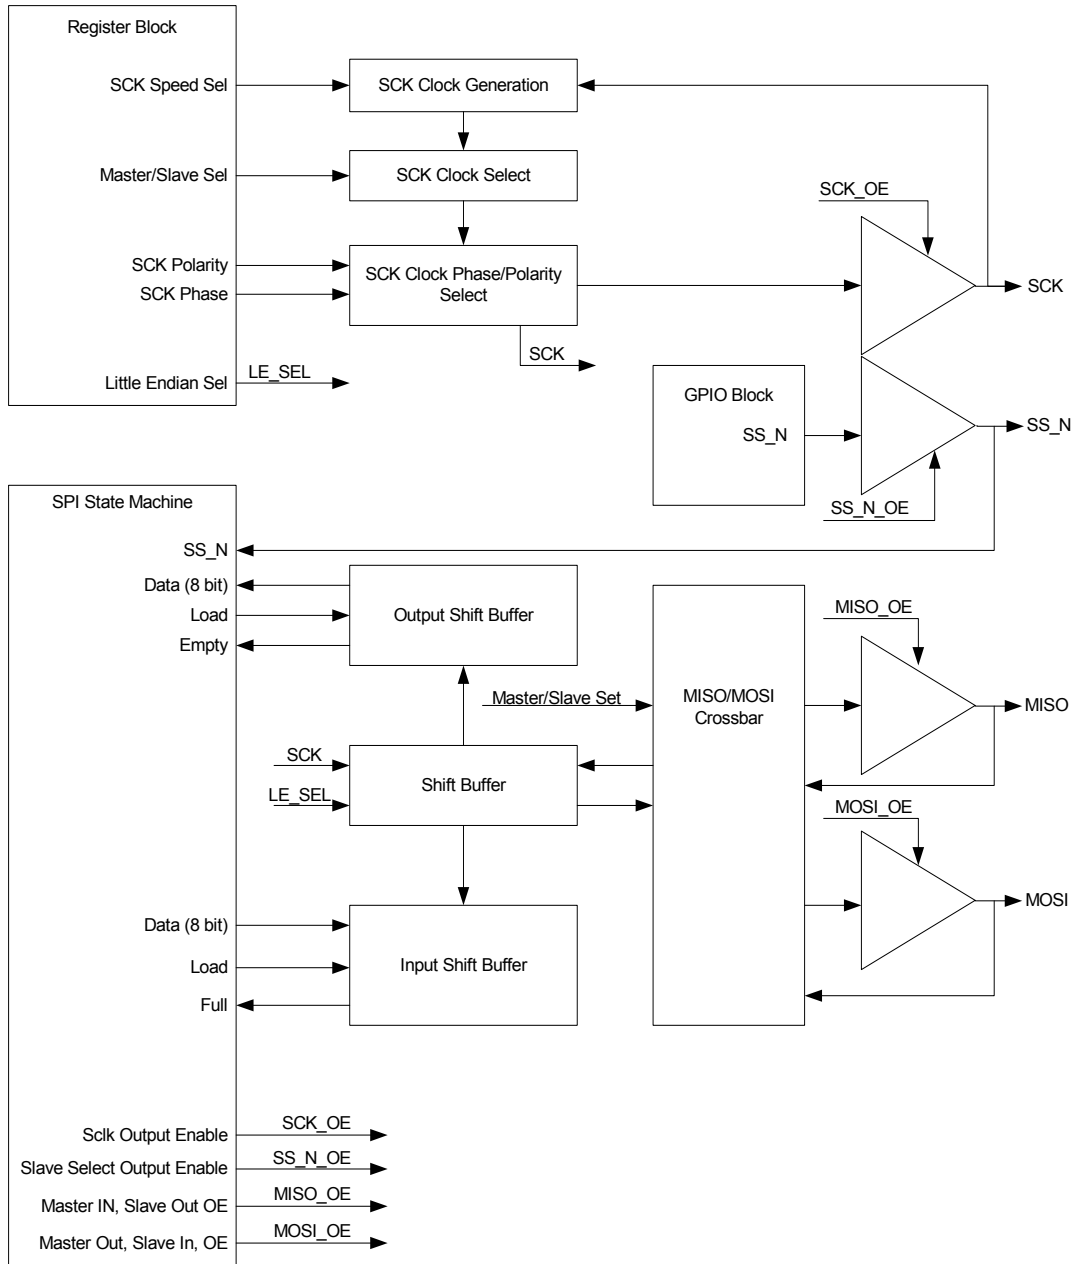 Register Block
SCK Speed Sel
SCK Clock Generation
Master/Slave Sel
SCK Clock Select
SCK_OE
SCK Polarity
SCK Phase
SCK Clock Phase/Polarity
Select
SCK
SCK
Little Endian Sel
LE_SEL
GPIO Block
SS_N
SS_N
SS_N_OE
SPI State Machine
SS_N
Data (8 bit)
Load
Empty
Output Shift Buffer
MISO_OE
Master/Slave Set
MISO/MOSI
Crossbar
MISO
SCK
LE_SEL
Shift Buffer
MOSI_OE
MOSI
Data (8 bit)
Load
Full
Input Shift Buffer
Sclk Output Enable
SCK_OE
Slave Select Output Enable
SS_N_OE
Master IN, Slave Out OE
MISO_OE
Master Out, Slave In, OE
MOSI_OE